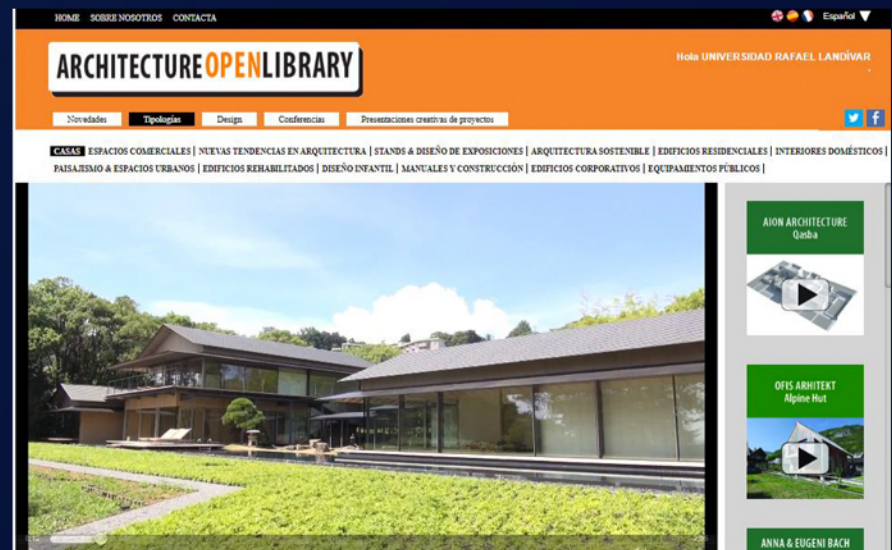 HOME SOBRE NOSOTROS CONTACTA
Español
ARCHITECTUREOPENLIBRARY
Hola UNIVERSIDAD RAFAEL LANDÍVAR
Novedades Tipologías Design Conferencias Presentaciones creativas de proyectos
CASAS ESPACIOS COMERCIALES | NUEVAS TENDENCIAS EN ARQUITECTURA | STANDS & DISEÑO DE EXPOSICIONES | ARQUITECTURA SOSTENIBLE | EDIFICIOS RESIDENCIALES | INTERIORES DOMÉSTICOS |
PAISAJISMO & ESPACIOS URBANOS | EDIFICIOS REHABILITADOS | DISEÑO INFANTIL | MANUALES Y CONSTRUCCIÓN | EDIFICIOS CORPORATIVOS | EQUIPAMIENTOS PÚBLICOS |
AION ARCHITECTURE
Qasba
OFIS ARHITEKT
Alpine Hut
ANNA & EUGENI BACH